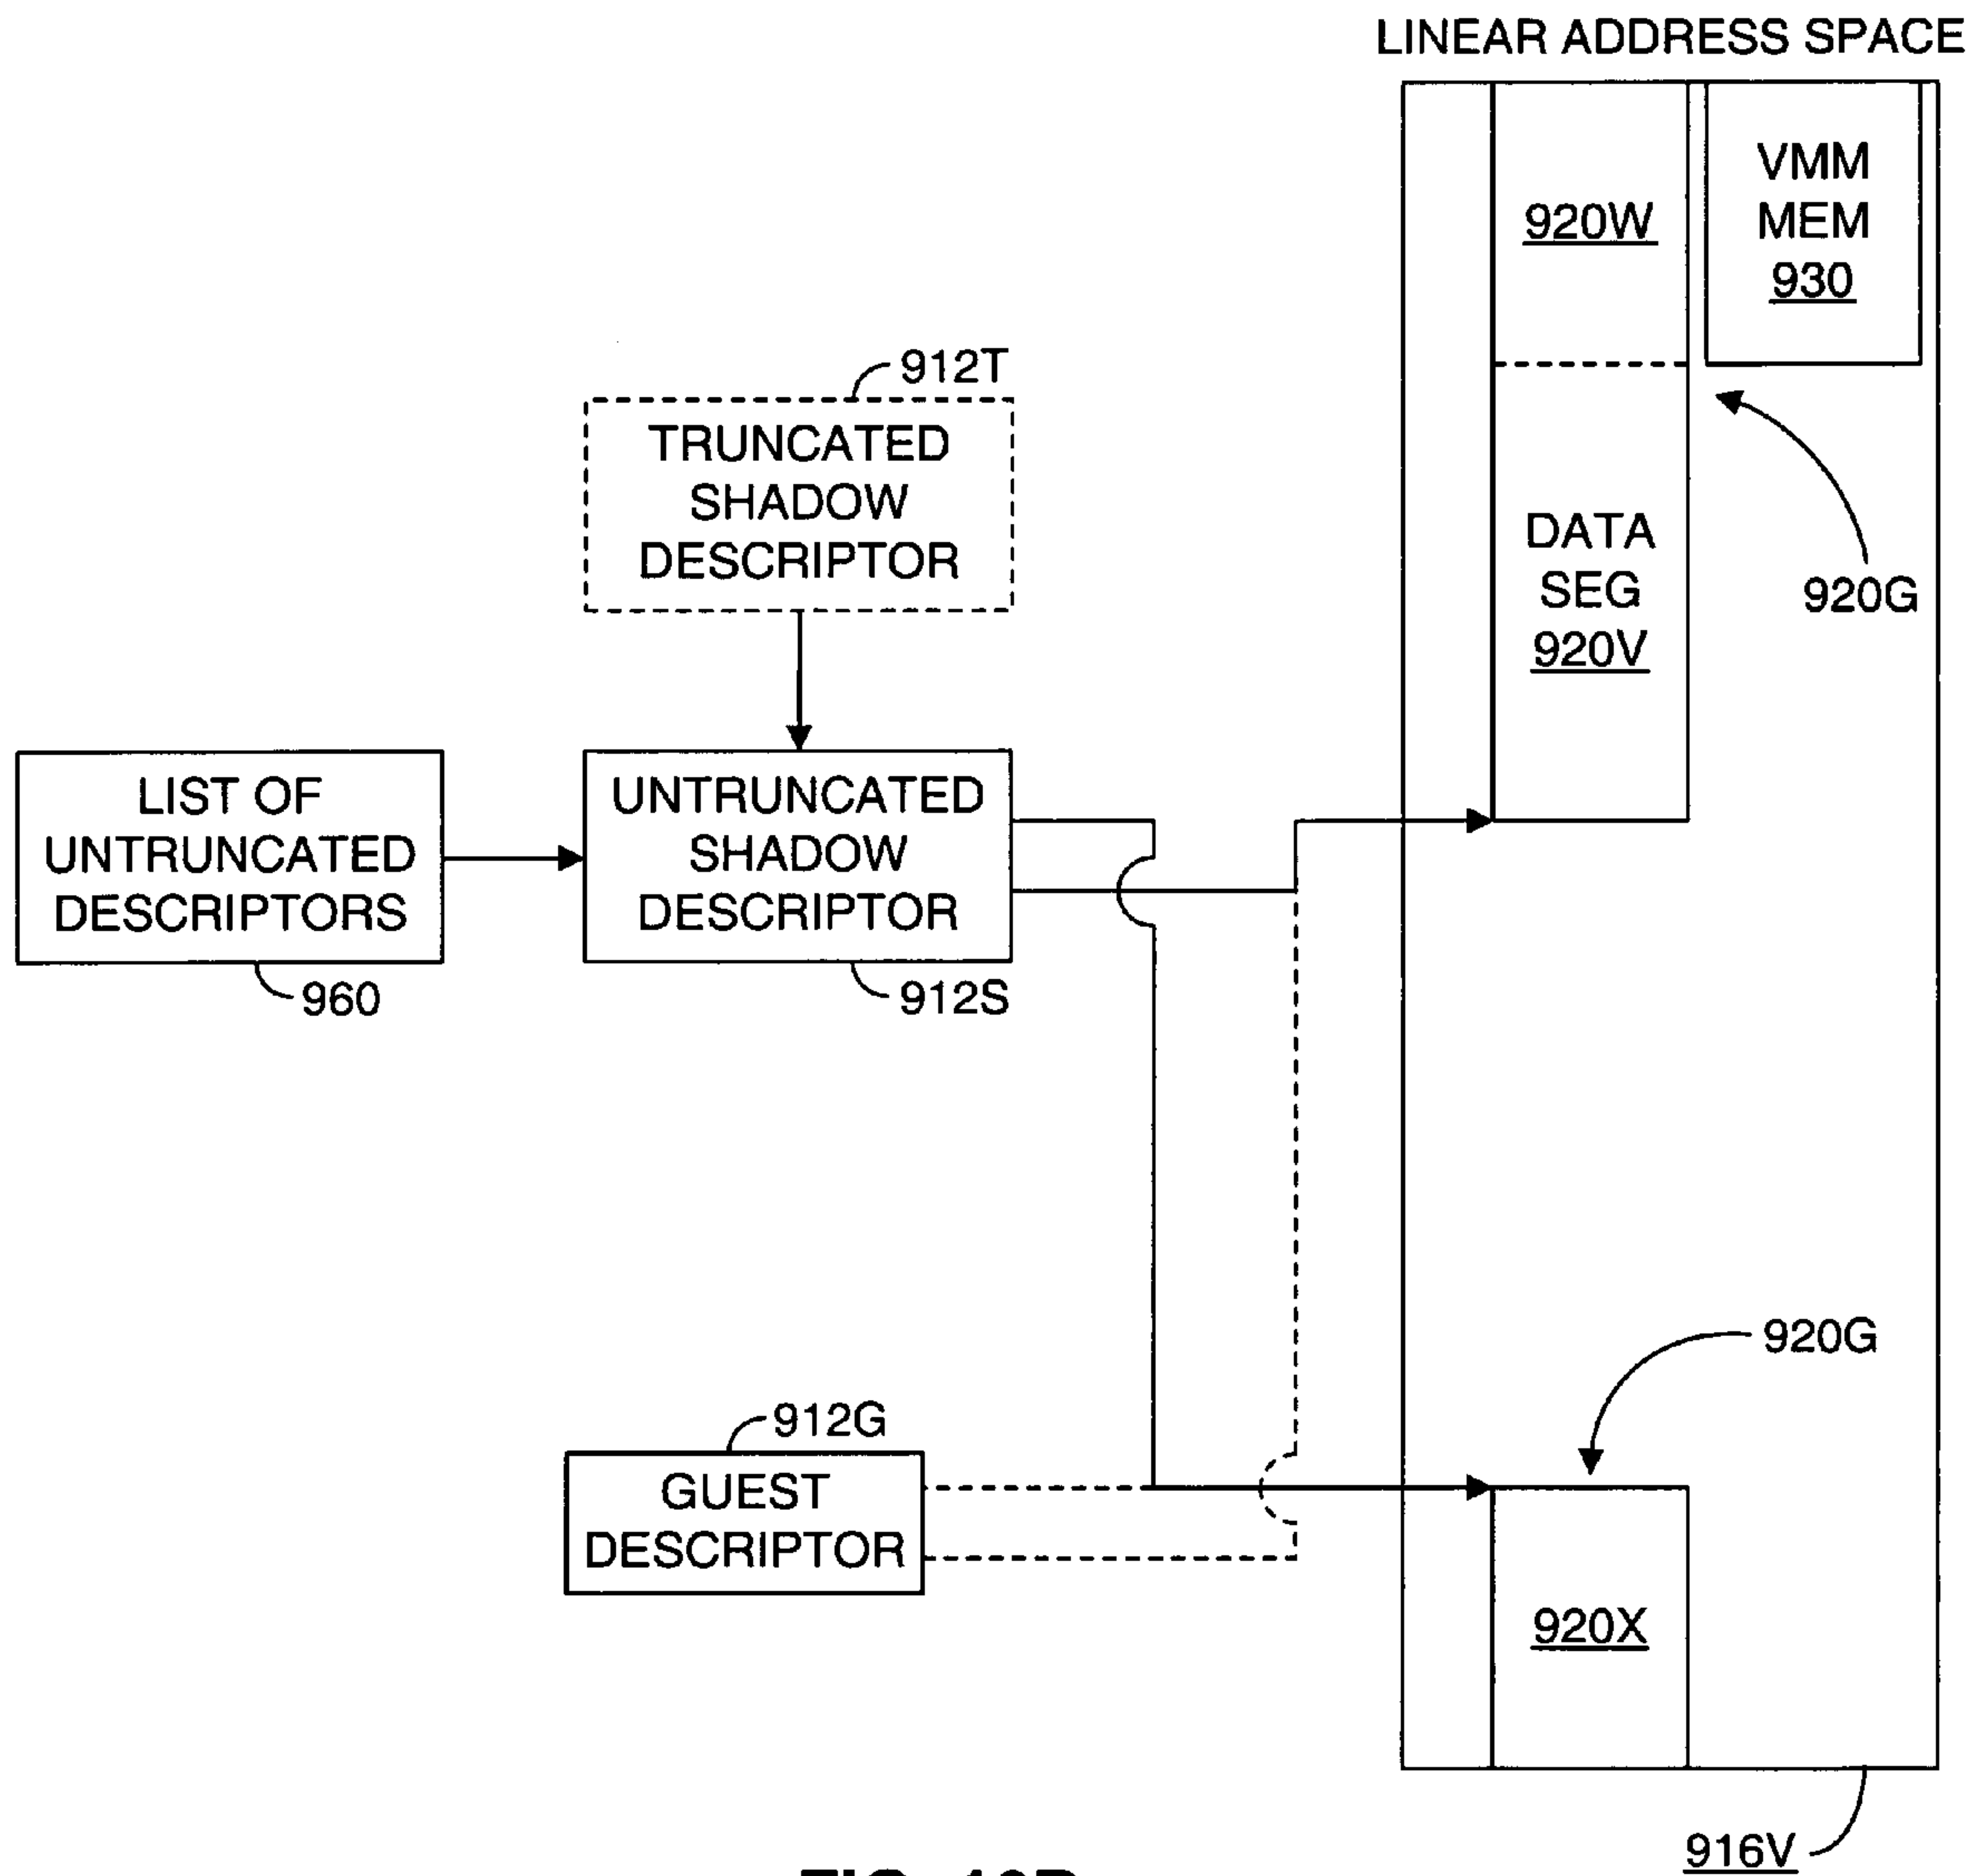 LINEAR ADDRESS SPACE
VMM
MEM
930
920W
912T
TRUNCATED
SHADOW
DESCRIPTOR
DATA
SEG
920V
920G
LIST OF
UNTRUNCATED
DESCRIPTORS
960
UNTRUNCATED
SHADOW
DESCRIPTOR
912S
920G
912G
GUEST
DESCRIPTOR
920X
916V